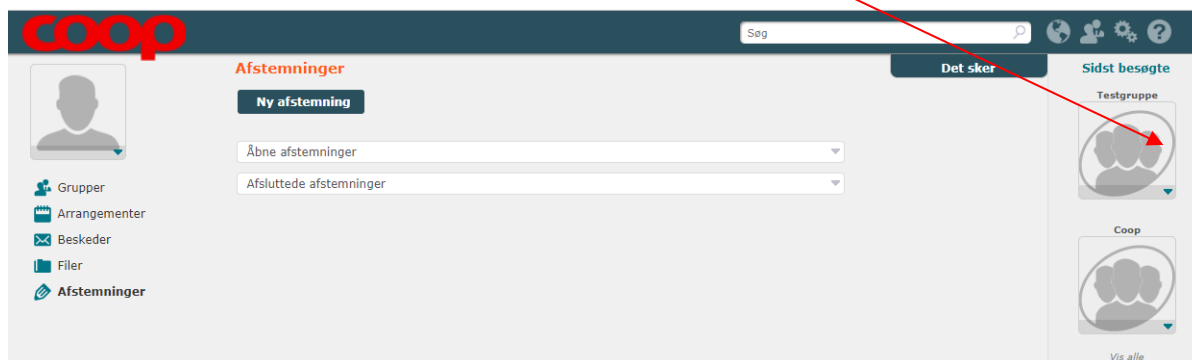 coop
Søg
Afstemninger
Ny afstemning
Åbne afstemninger
Afsluttede afstemninger
Grupper
Arrangementer
Beskeder
Filer
Afstemninger
Det sker
Sidst besøgte
Testgruppe
Coop
Vis alle